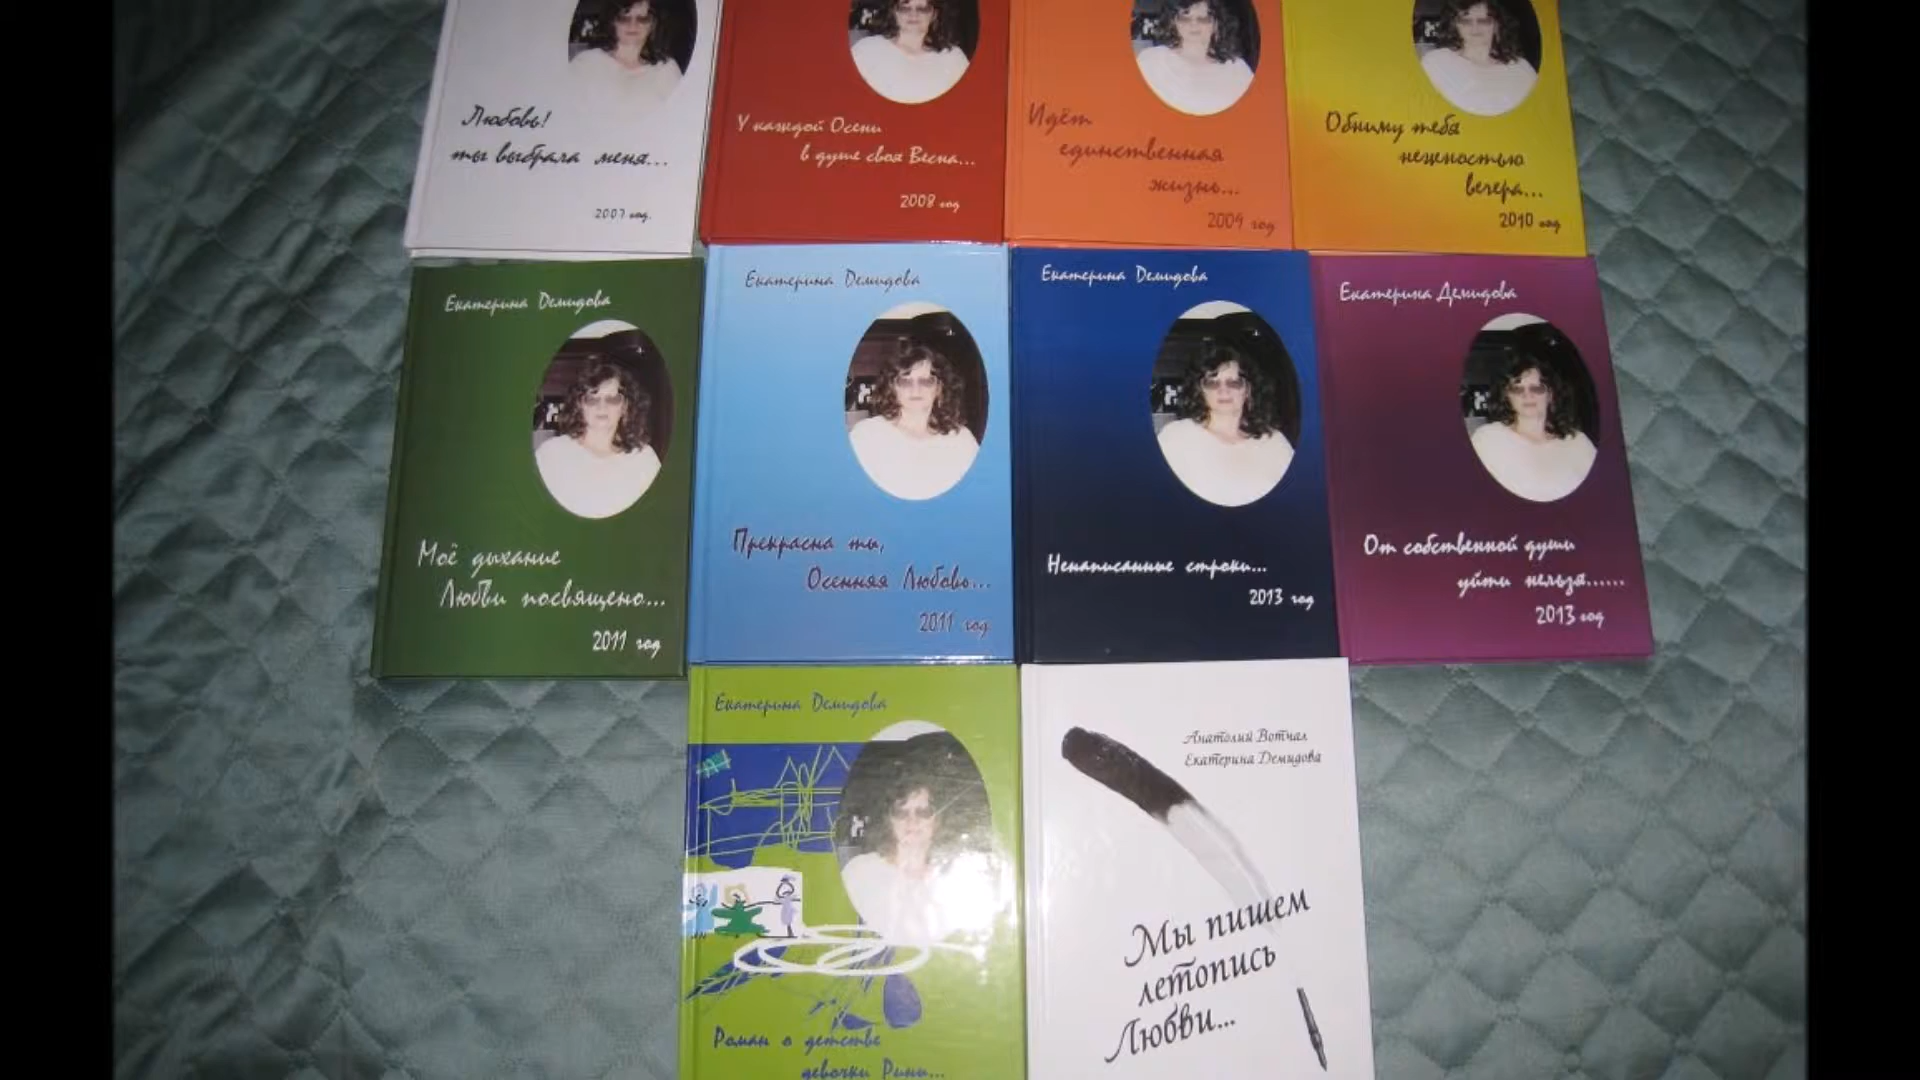 Любовь!
ты выбрала меня...
2007 год.
У каждой Осени
в душе своя Весна...
2008 год
Идёт
единственная
жизнь...
2009 год
Обниму тебя
нежностью
вечера...
2010 год
Екатерина Демидова
Моё дыхание
Любви посвящено...
2011 год
Екатерина Демидова
Прекрасна ты,
Осенняя Любовь...
2011 год
Екатерина Демидова
Ненаписанные строки...
2013 год
Екатерина Демидова
От собственной души
уйти нельзя......
2013 год
Екатерина Демидова
Роман о детстве
девочки Рини...
Анатолий Вотчал
Екатерина Демидова
Мы пишем
летопись
Любви...